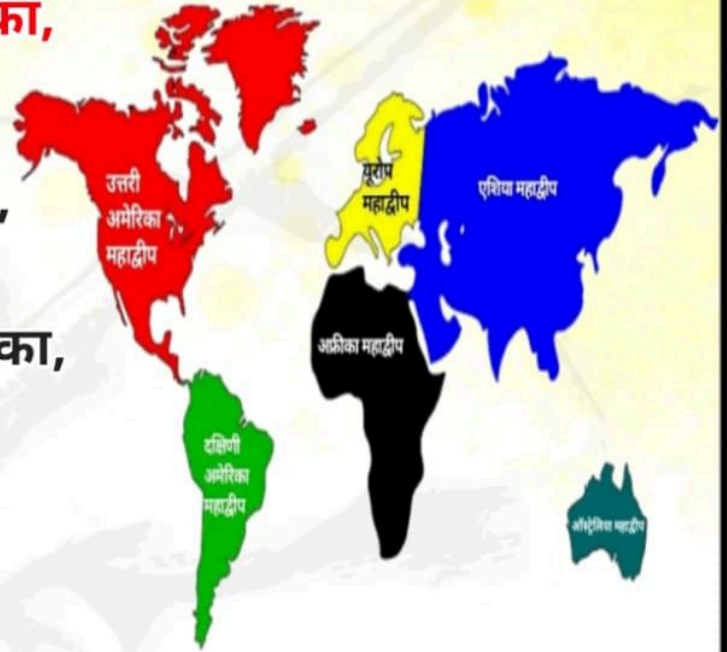 का,
,
का,
उत्तरी
अमेरिका
महाद्वीप
यूरोप
महाद्वीप
एशिया महाद्वीप
अफ्रीका महाद्वीप
दक्षिणी
अमेरिका
महाद्वीप
ऑस्ट्रेलिया महाद्वीप